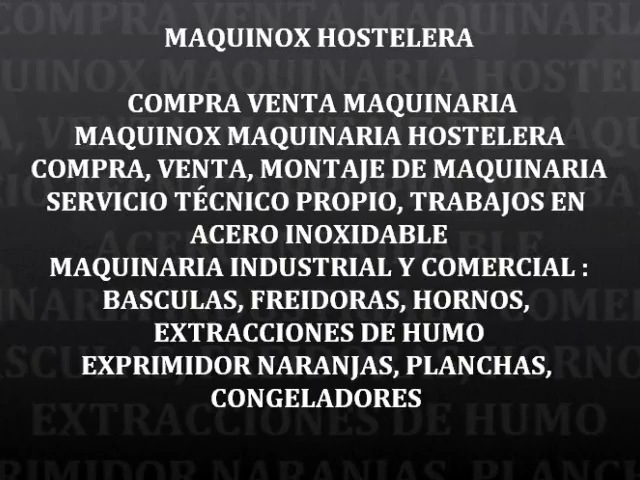 MAQUINOX HOSTELERA
COMPRA VENTA MAQUINARIA
MAQUINOX MAQUINARIA HOSTELERA
COMPRA, VENTA, MONTAJE DE MAQUINARIA
SERVICIO TÉCNICO PROPIO, TRABAJOS EN
ACERO INOXIDABLE
MAQUINARIA INDUSTRIAL Y COMERCIAL :
BASCULAS, FREIDORAS, HORNOS,
EXTRACCIONES DE HUMO
EXPRIMIDOR NARANJAS, PLANCHAS,
CONGELADORES